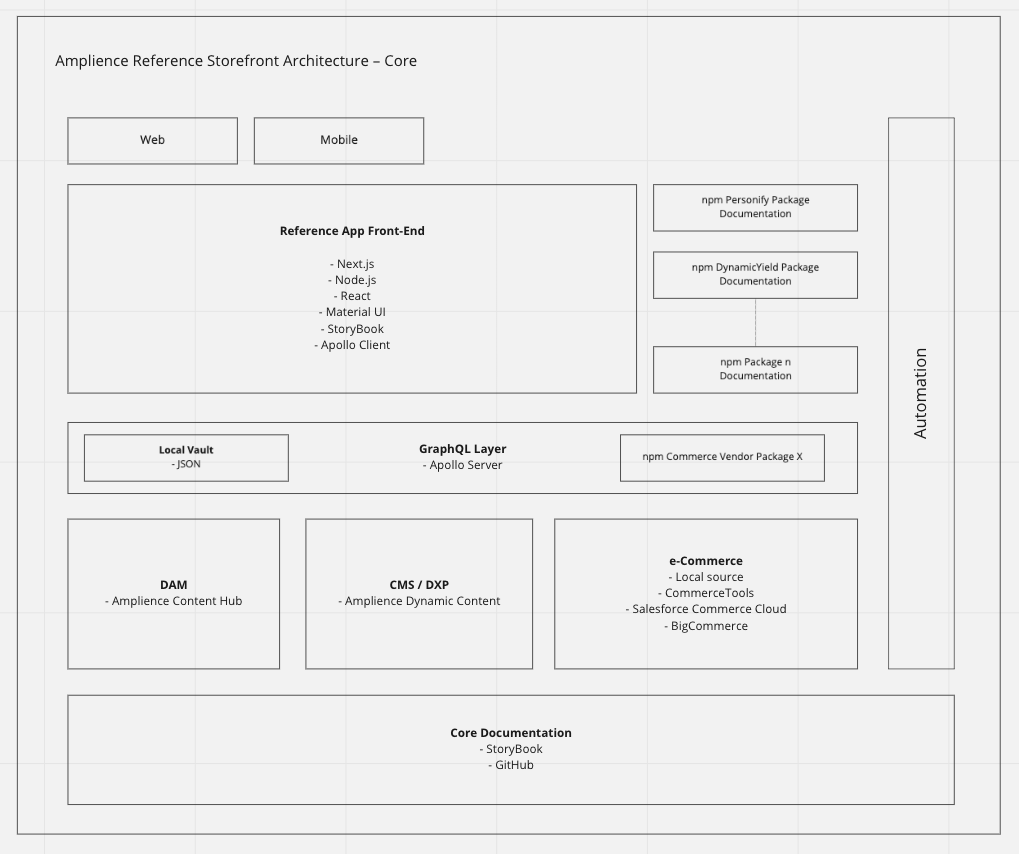 Amplience Reference Storefront Architecture – Core
Web
Mobile
Reference App Front-End
- Next.js
- Node.js
- React
- Material UI
- StoryBook
- Apollo Client
npm Personify Package
Documentation
npm DynamicYield Package
Documentation
npm Package n
Documentation
Automation
Local Vault
- JSON
GraphQL Layer
- Apollo Server
npm Commerce Vendor Package X
DAM
- Amplience Content Hub
CMS / DXP
- Amplience Dynamic Content
e-Commerce
- Local source
- CommerceTools
- Salesforce Commerce Cloud
- BigCommerce
Core Documentation
- StoryBook
- GitHub